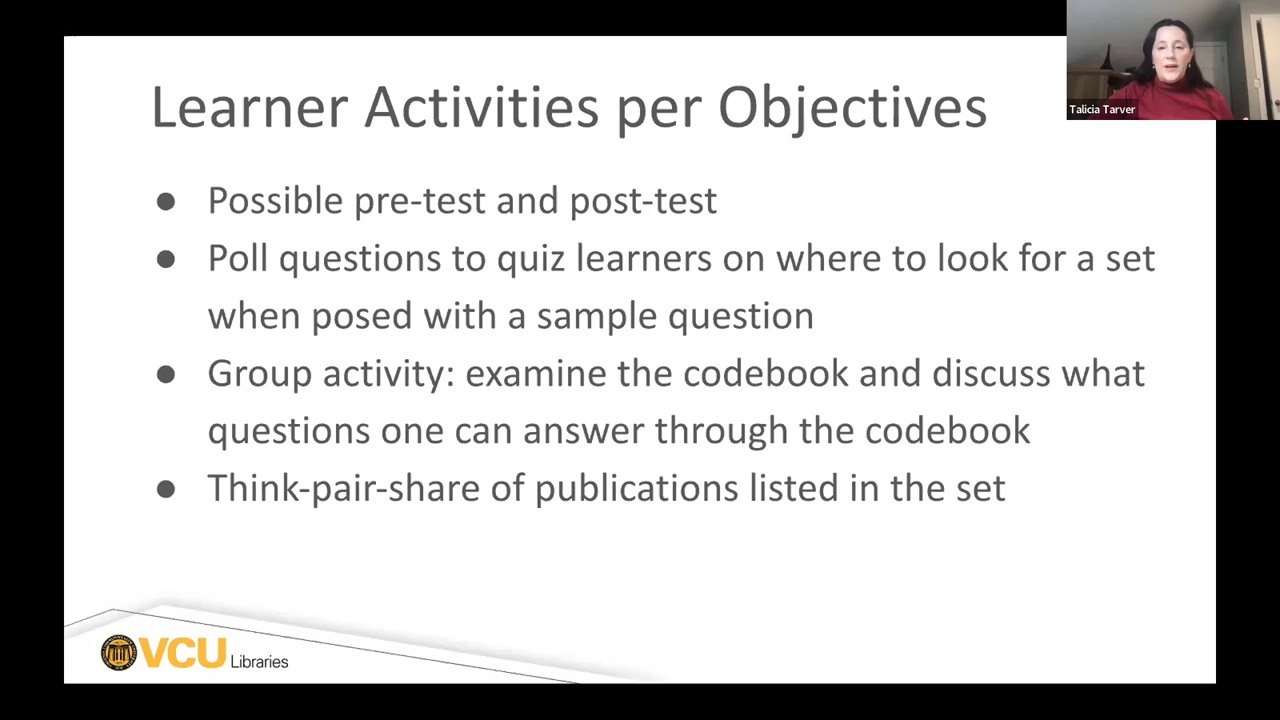 Learner Activities per Objectives
Talicia Tarver
● Possible pre-test and post-test
● Poll questions to quiz learners on where to look for a set
when posed with a sample question
● Group activity: examine the codebook and discuss what
questions one can answer through the codebook
● Think-pair-share of publications listed in the set
VCU Libraries